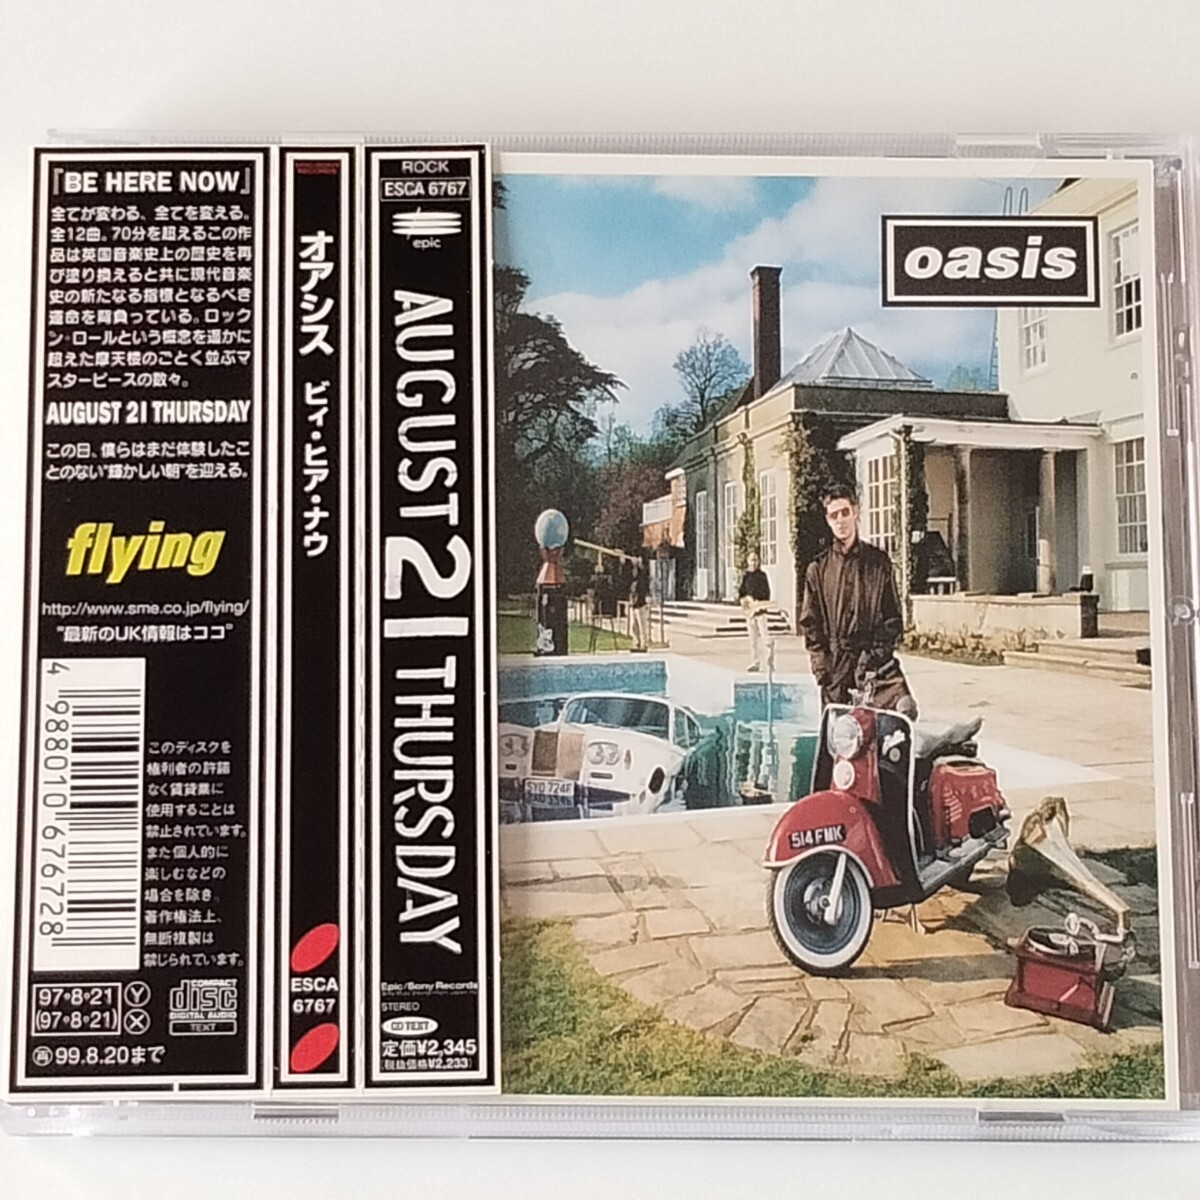 『BE HERE NOW』
全てが変わる、全てを変える。
全12曲。70分を超えるこの作
品は英国音楽史上の歴史を再
び塗り換えると共に現代音楽
史の新たなる指標となるべき
運命を背負っている。ロック
ン・ロールという概念を遥かに
超えた摩天楼のごとく並ぶマ
スターピースの数々。
AUGUST 21 THURSDAY
この日、僕らはまだ体験したこ
とのない"輝かしい朝"を迎える。
flying
http://www.sme.co.jp/flying/
"最新のUK情報はココ"
4 988010 676728
このディスクを
権利者の許諾
なく賃貸業に
使用することは
禁止されています。
また個人的に
楽しむなどの
場合を除き、
著作権法上、
無断複製は
禁じられています。
97・8・21 Y
(97・8・21) X
COMPACT
disc
DIGITAL AUDIO
TEXT
再 99.8.20まで
オアシス ビィ・ヒア・ナウ
ESCA
6767
ROCK
ESCA 6767
epic
AUGUST 21 THURSDAY
Epic/Sony Records
STEREO
CD TEXT
定価¥2,345
(税抜価格¥2,233)
oasis
SYO 724F
514 FMK